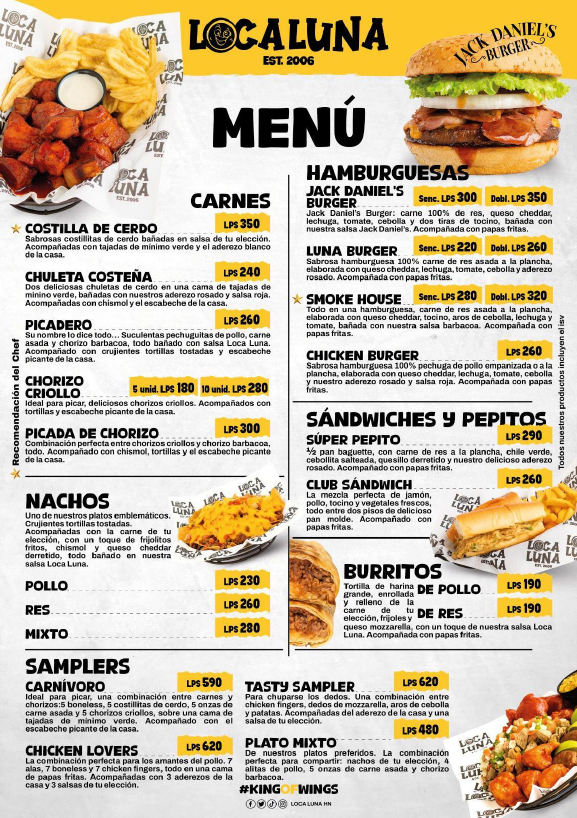 LOCA LUNA
EST. 2006
JACK DANIEL'S
BURGER
MENÚ
CARNES
COSTILLA DE CERDO LPS 350
Sabrosas costillitas de cerdo bañadas en salsa de tu elección.
Acompañadas con tajadas de mínimo verde y el aderezo blanco
de la casa.
CHULETA COSTEÑA LPS 240
Dos deliciosas chuletas de cerdo en una cama de tajadas de
mínino verde, bañadas con nuestros aderezo rosado y salsa roja.
Acompañadas con chismol y el escabeche de la casa.
PICADERO LPS 260
Su nombre lo dice todo... Suculentas pechuguitas de pollo, carne
asada y chorizo barbacoa, todo bañado con salsa Loca Luna.
Acompañado con crujientes tortillas tostadas y escabeche
picante de la casa.
CHORIZO
CRIOLLO 5 unid. LPS 180 10 unid. LPS 280
Ideal para picar, deliciosos chorizos criollos. Acompañados con
tortillas y escabeche picante de la casa.
PICADA DE CHORIZO LPS 300
Combinación perfecta entre chorizos criollos y chorizo barbacoa,
todo. Acompañado con chismol, tortillas y el escabeche picante
de la casa.
Recomendación del Chef
NACHOS
Uno de nuestros platos emblemáticos.
Crujientes tortillas tostadas.
Acompañadas con la carne de tu
elección, con un toque de frijolitos
fritos, chismol y queso cheddar
derretido, todo bañado en nuestra
salsa Loca Luna.
POLLO LPS 230
RES LPS 260
MIXTO LPS 280
HAMBURGUESAS
JACK DANIEL'S
BURGER Senc. LPS 300 Dobl. LPS 350
Jack Daniel's Burger: carne 100% de res, queso cheddar,
lechuga, tomate, cebolla y dos tiras de tocino, bañada con
nuestra salsa Jack Daniel's. Acompañada con papas fritas.
LUNA BURGER Senc. LPS 220 Dobl. LPS 260
Sabrosa hamburguesa 100% carne de res asada a la plancha,
elaborada con queso cheddar, lechuga, tomate, cebolla y aderezo
rosado. Acompañado con papas fritas.
SMOKE HOUSE Senc. LPS 280 Dobl. LPS 320
Todo en una hamburguesa, carne de res asada a la plancha,
elaborada con queso cheddar, tocino, aros de cebolla, lechuga y
tomate, bañada con nuestra salsa barbacoa. Acompañada con
papas fritas.
CHICKEN BURGER LPS 260
Sabrosa hamburguesa 100% pechuga de pollo empanizada o a la
plancha, elaborada con queso cheddar, lechuga, tomate, cebolla
y nuestro aderezo rosado y salsa roja. Acompañado con papas
fritas.
Todos nuestros productos incluyen el isv
SÁNDWICHES Y PEPITOS
SÚPER PEPITO LPS 290
½ pan baguette, con carne de res a la plancha, chile verde,
cebollita salteada, quesillo derretido y nuestro delicioso aderezo
rosado. Acompañado con papas fritas.
CLUB SÁNDWICH LPS 260
La mezcla perfecta de jamón,
pollo, tocino y vegetales frescos,
todo entre dos pisos de delicioso
pan molde. Acompañado con
papas fritas.
BURRITOS
Tortilla de harina
grande, enrollada
y relleno de la
carne de tu
elección, frijoles y
queso mozzarella, con un toque de nuestra salsa Loca
Luna. Acompañada con papas fritas.
DE POLLO LPS 190
DE RES LPS 190
SAMPLERS
CARNÍVORO LPS 590
Ideal para picar, una combinación entre carnes y
chorizos:5 boneless, 5 costillitas de cerdo, 5 onzas de
carne asada y 5 chorizos criollos, sobre una cama de
tajadas de mínimo verde. Acompañado con el
escabeche picante de la casa.
CHICKEN LOVERS LPS 620
La combinación perfecta para los amantes del pollo. 7
alas, 7 boneless y 7 chicken fingers, todo en una cama
de papas fritas. Acompañadas con 3 aderezos de la
casa y 3 salsas de tu elección.
TASTY SAMPLER LPS 620
Para chuparse los dedos. Una combinación entre
chicken fingers, dedos de mozzarella, aros de cebolla
y patatas. Acompañadas del aderezo de la casa y una
salsa de tu elección.
PLATO MIXTO LPS 480
De nuestros platos preferidos. La combinación
perfecta para compartir: nachos de tu elección, 4
alitas de pollo, 5 onzas de carne asada y chorizo
barbacoa.
#KINGOFWINGS
LOCA LUNA HN